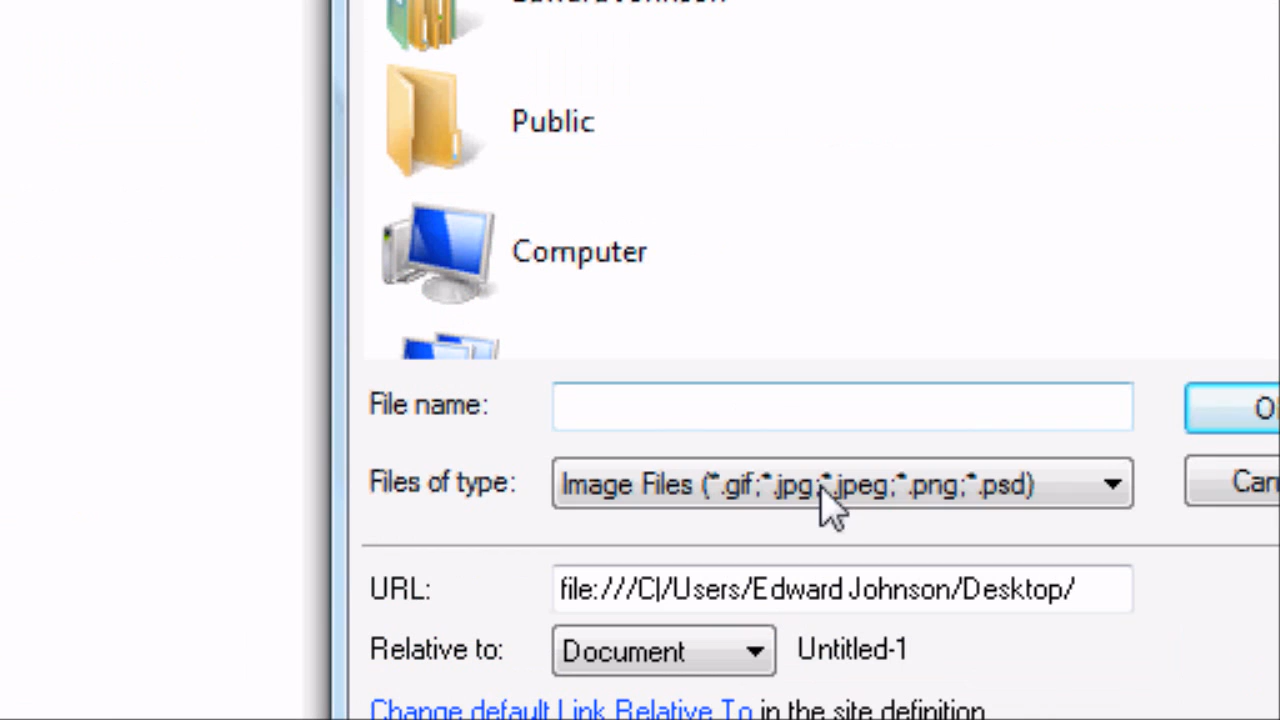 Public
Computer
File name:
Files of type: Image Files (*.gif;*.jpg;*.jpeg;*.png;*.psd)
URL: file:///C|/Users/Edward Johnson/Desktop/
Relative to: Document Untitled-1
Change default Link Relative To in the site definition